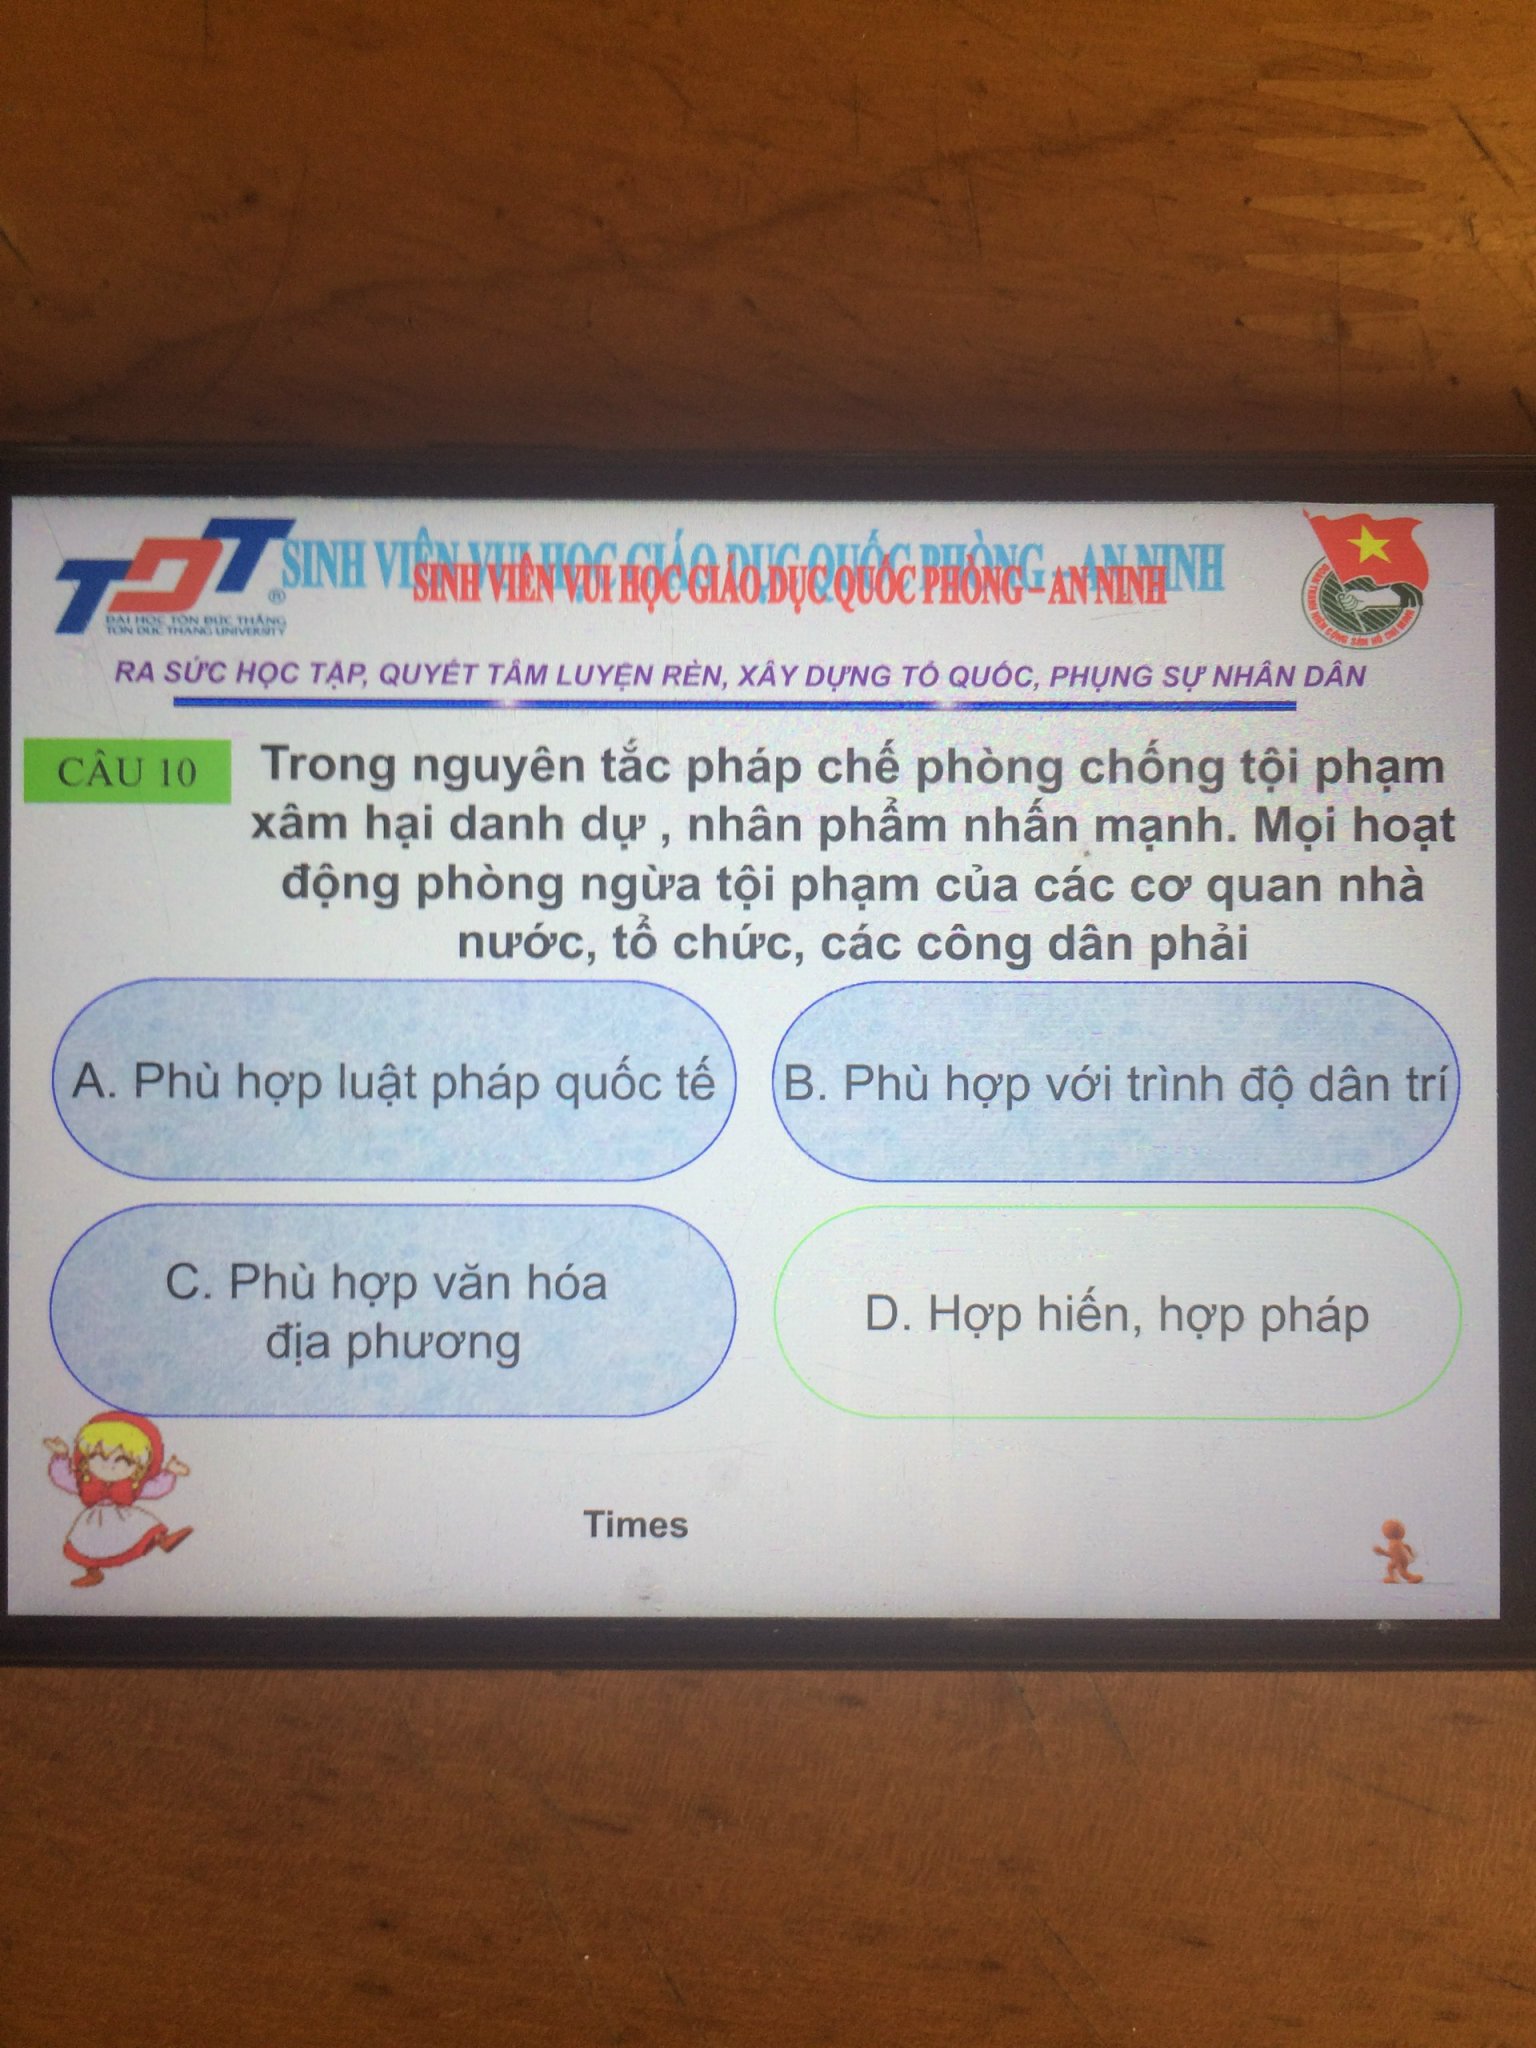 TDT
®
ĐẠI HỌC TÔN ĐỨC THẮNG
TON DUC THANG UNIVERSITY
SINH VIÊN VUI HỌC GIÁO DỤC QUỐC PHÒNG - AN NINH
SINH VIÊN VUI HỌC GIÁO DỤC QUỐC PHÒNG – AN NINH
RA SỨC HỌC TẬP, QUYẾT TÂM LUYỆN RÈN, XÂY DỰNG TỔ QUỐC, PHỤNG SỰ NHÂN DÂN
CÂU 10
Trong nguyên tắc pháp chế phòng chống tội phạm
xâm hại danh dự , nhân phẩm nhấn mạnh. Mọi hoạt
động phòng ngừa tội phạm của các cơ quan nhà
nước, tổ chức, các công dân phải
A. Phù hợp luật pháp quốc tế
B. Phù hợp với trình độ dân trí
C. Phù hợp văn hóa
địa phương
D. Hợp hiến, hợp pháp
Times